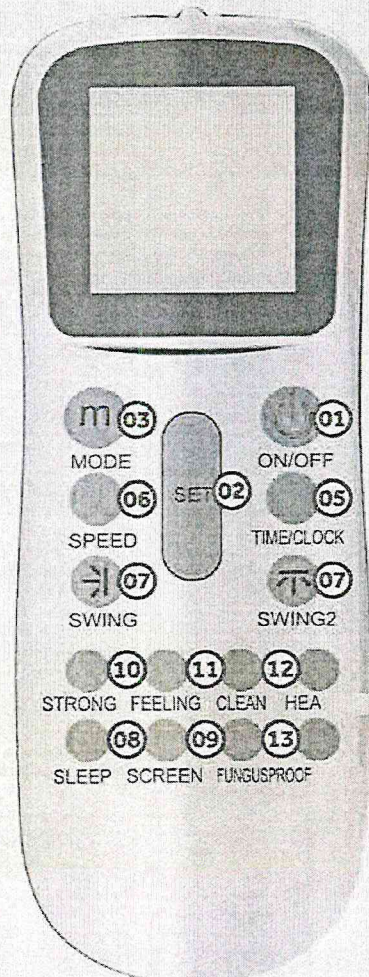 m 03 01
MODE ON/OFF
06 SET 02 05
SPEED TIME/CLOCK
07 07
SWING SWING2
10 11 12
STRONG FEELING CLEAN HEA
08 09 13
SLEEP SCREEN FUNGUSPROOF